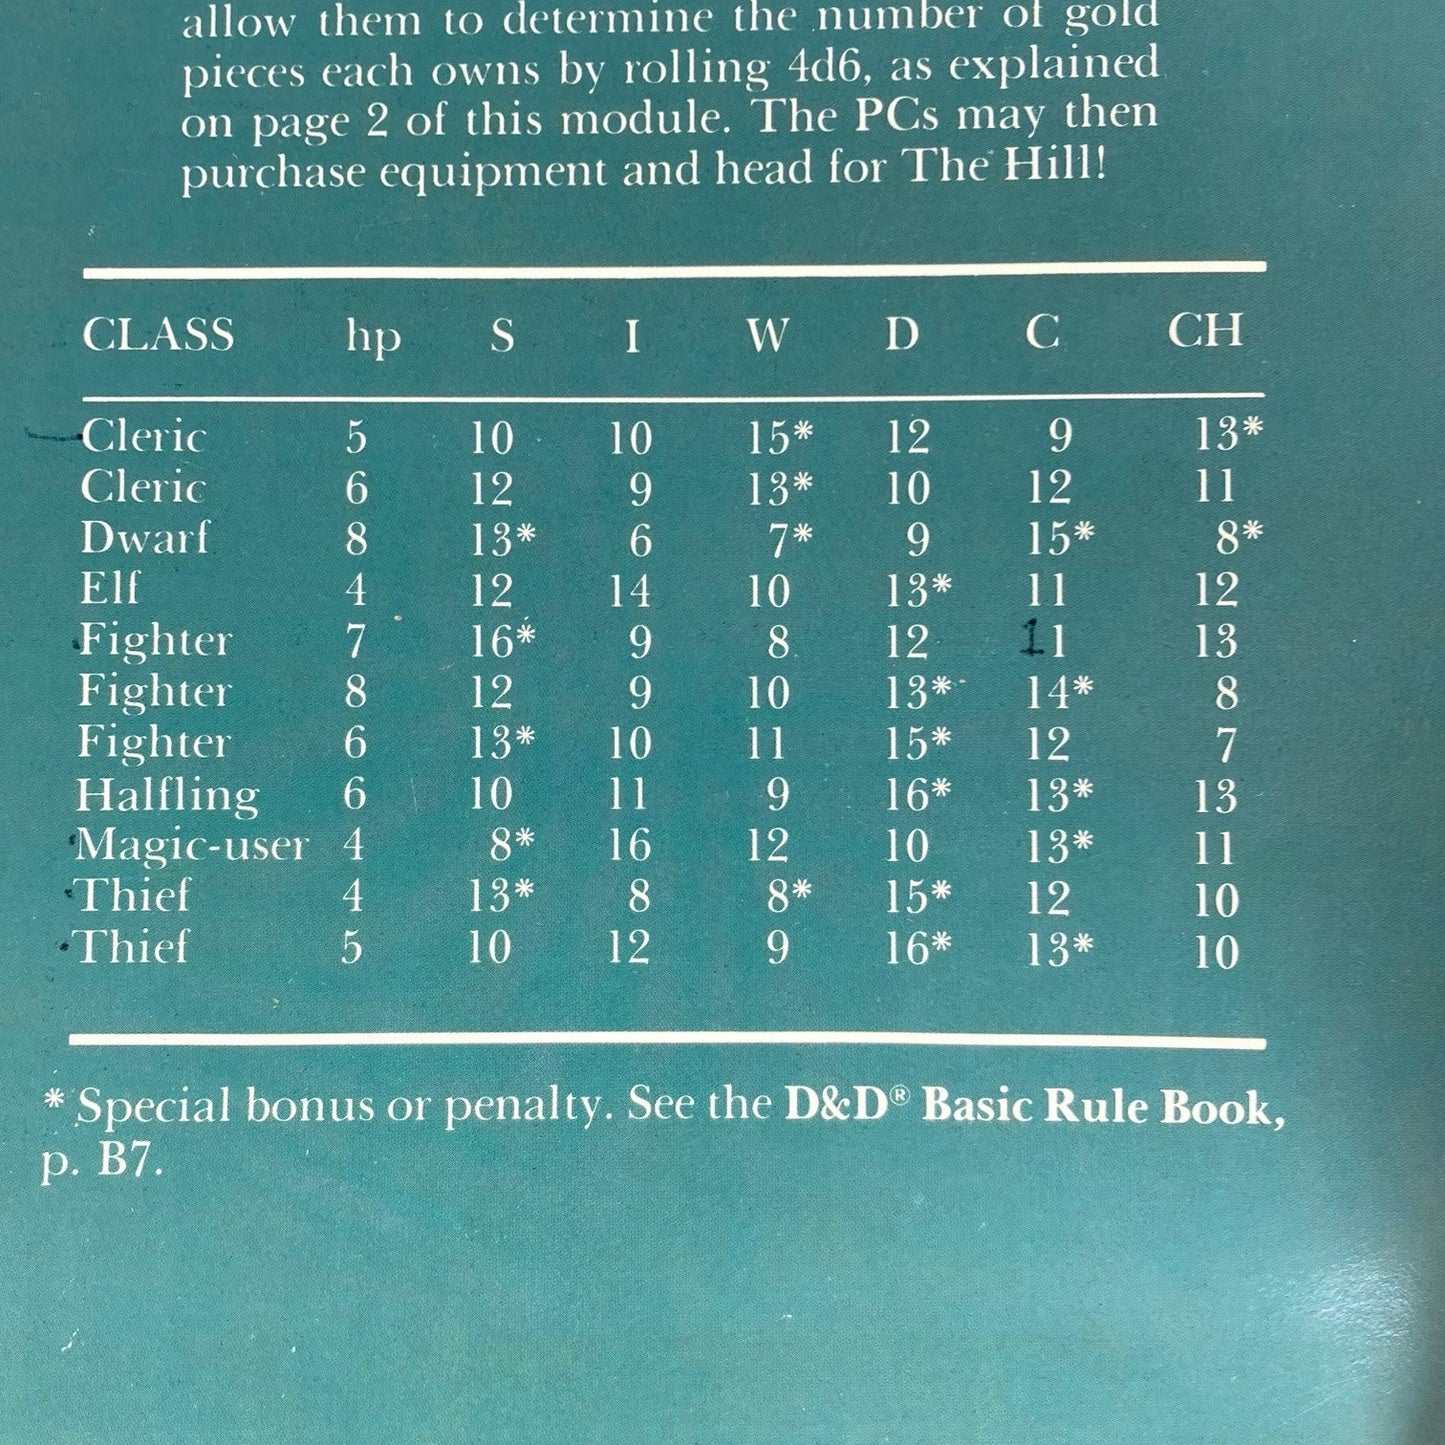 allow them to determine the number of gold
pieces each owns by rolling 4d6, as explained
on page 2 of this module. The PCs may then
purchase equipment and head for The Hill!
CLASS hp S I W D C CH
Cleric 5 10 10 15* 12 9 13*
Cleric 6 12 9 13* 10 12 11
Dwarf 8 13* 6 7* 9 15* 8*
Elf 4 12 14 10 13* 11 12
Fighter 7 16* 9 8 12 11 13
Fighter 8 12 9 10 13* 14* 8
Fighter 6 13* 10 11 15* 12 7
Halfling 6 10 11 9 16* 13* 13
Magic-user 4 8* 16 12 10 13* 11
Thief 4 13* 8 8* 15* 12 10
Thief 5 10 12 9 16* 13* 10
* Special bonus or penalty. See the D&D® Basic Rule Book,
p. B7.